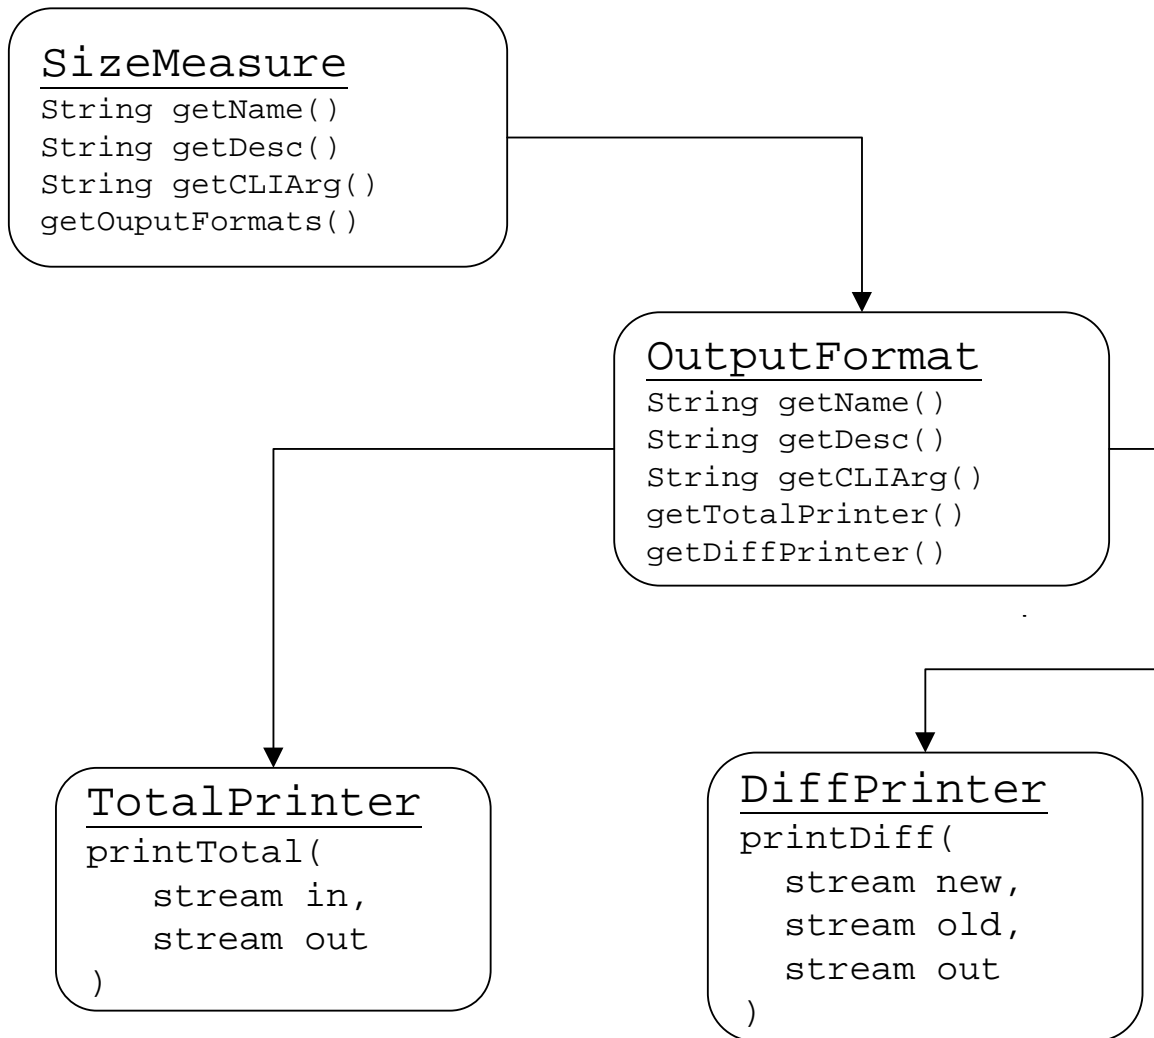 SizeMeasure
String getName()
String getDesc()
String getCLIArg()
getOuputFormats()
OutputFormat
String getName()
String getDesc()
String getCLIArg()
getTotalPrinter()
getDiffPrinter()
TotalPrinter
printTotal(
stream in,
stream out
)
DiffPrinter
printDiff(
stream new,
stream old,
stream out
)